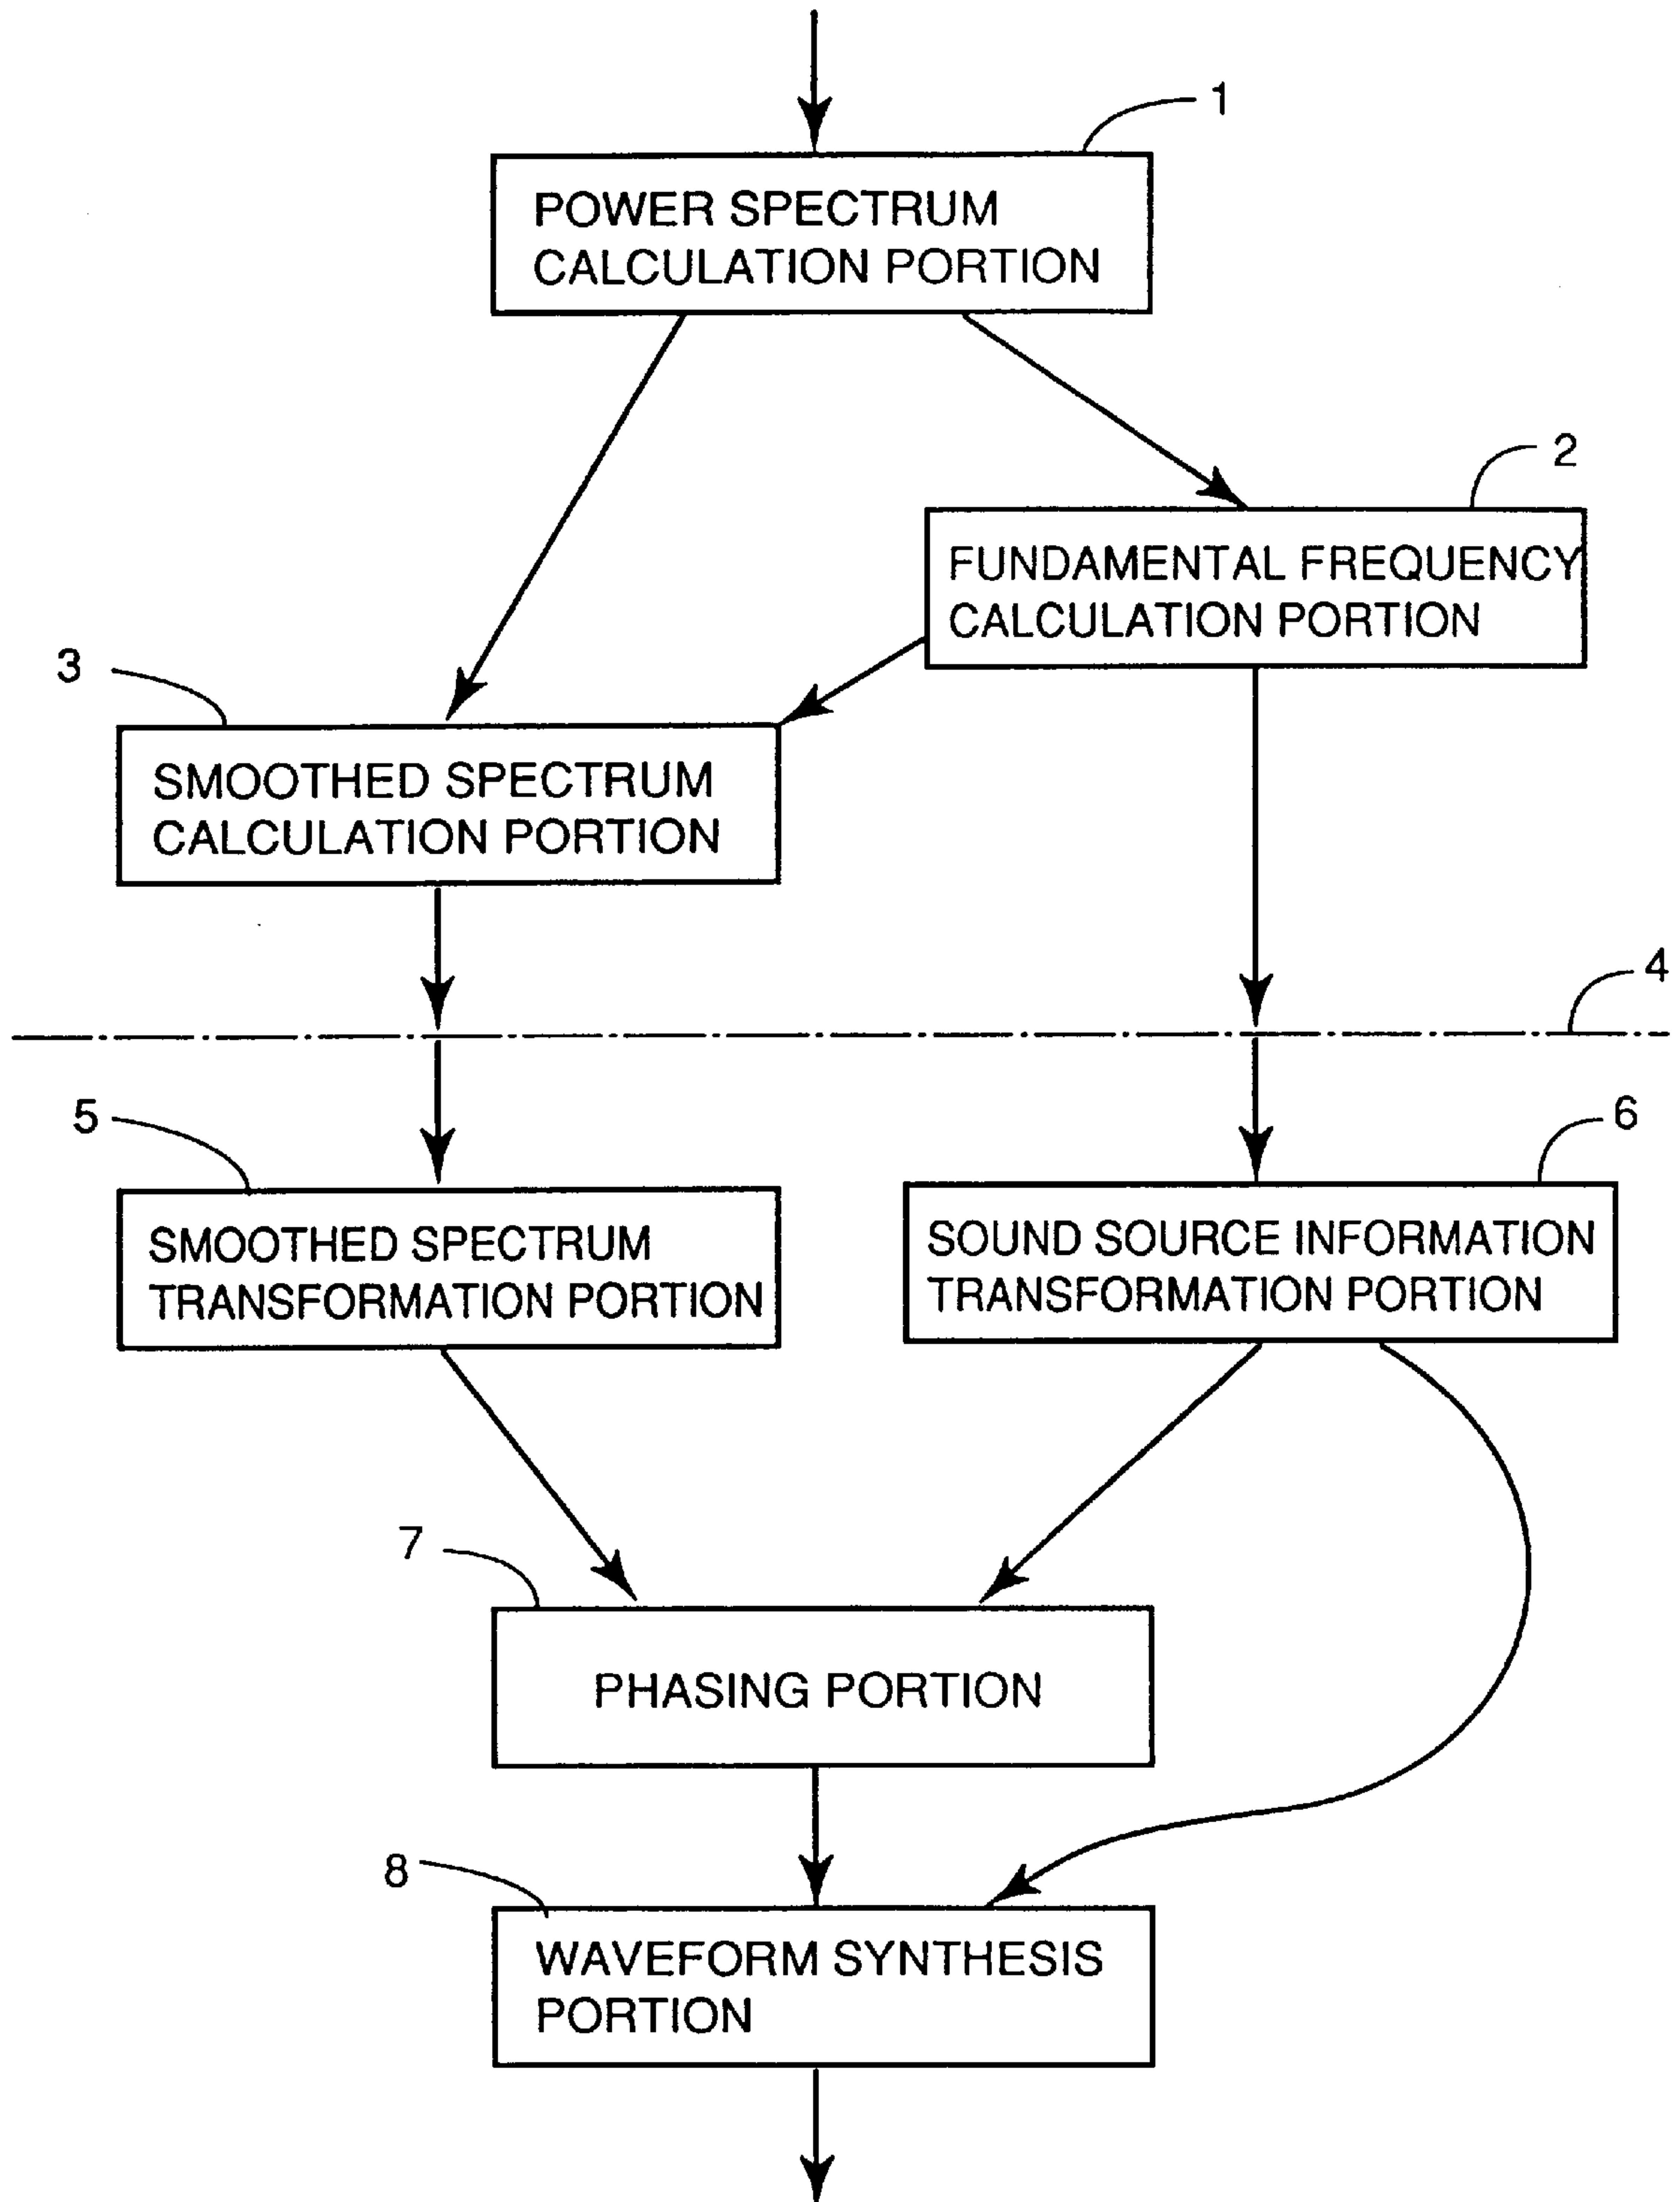 1
POWER SPECTRUM
CALCULATION PORTION
2
FUNDAMENTAL FREQUENCY
CALCULATION PORTION
3
SMOOTHED SPECTRUM
CALCULATION PORTION
4
5
SMOOTHED SPECTRUM
TRANSFORMATION PORTION
6
SOUND SOURCE INFORMATION
TRANSFORMATION PORTION
7
PHASING PORTION
8
WAVEFORM SYNTHESIS
PORTION